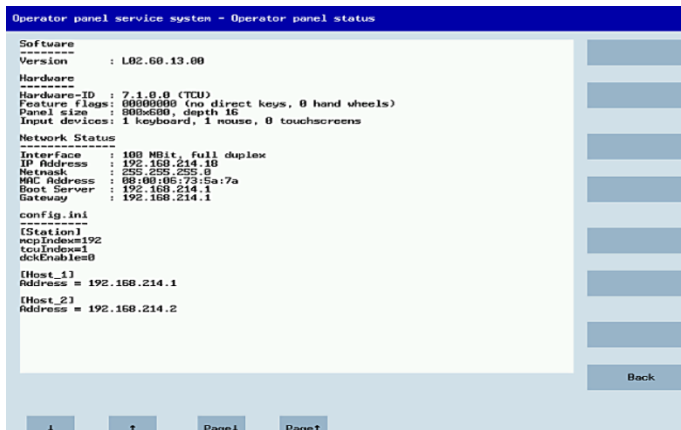 Operator panel service system - Operator panel status
Software
--------
Version : L02.60.13.00
Hardware
--------
Hardware-ID : 7.1.0.0 (TCU)
Feature flags: 00000000 (no direct keys, 0 hand wheels)
Panel size : 800x600, depth 16
Input devices: 1 keyboard, 1 mouse, 0 touchscreens
Network Status
--------------
Interface : 100 MBit, full duplex
IP Address : 192.168.214.10
Netmask : 255.255.255.0
MAC Address : 08:00:06:73:5a:7a
Boot Server : 192.168.214.1
Gateway : 192.168.214.1
config.ini
----------
[Station]
mcpIndex=192
tcuIndex=1
dckEnable=0
[Host_1]
Address = 192.168.214.1
[Host_2]
Address = 192.168.214.2
Back
↓ ↑ Page↓ Page↑